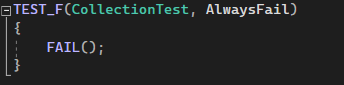 TEST_F(CollectionTest, AlwaysFail)
{
    FAIL();
}